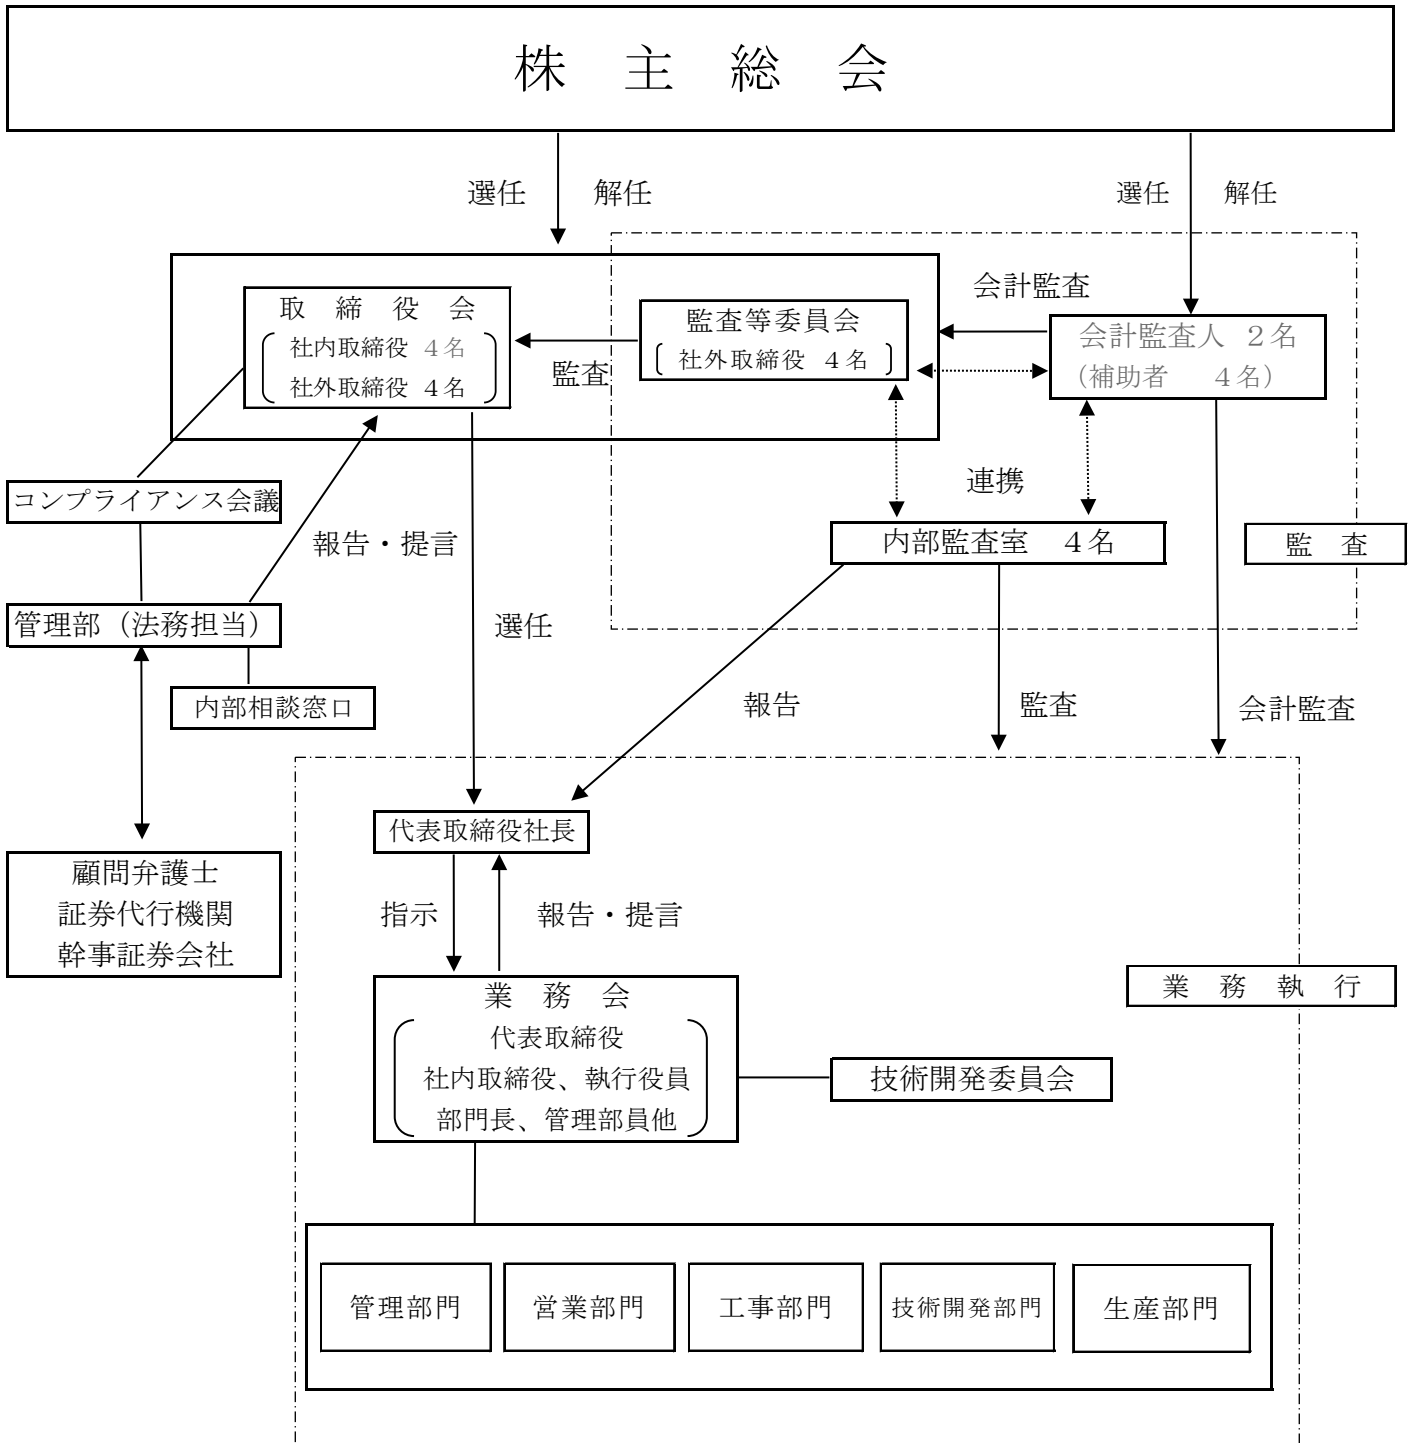 株　主　総　会
選任　解任
選任　解任
会計監査
取　締　役　会
社内取締役 ４名
社外取締役 ４名
監査
監査等委員会
社外取締役 ４名
会計監査人 ２名
（補助者　４名）
連携
コンプライアンス会議
報告・提言
内部監査室　４名
監　査
管理部（法務担当）
選任
内部相談窓口
報告
監査
会計監査
代表取締役社長
顧問弁護士
証券代行機関
幹事証券会社
指示
報告・提言
業　務　会
代表取締役
社内取締役、執行役員
部門長、管理部員他
業　務　執　行
技術開発委員会
管理部門
営業部門
工事部門
技術開発部門
生産部門